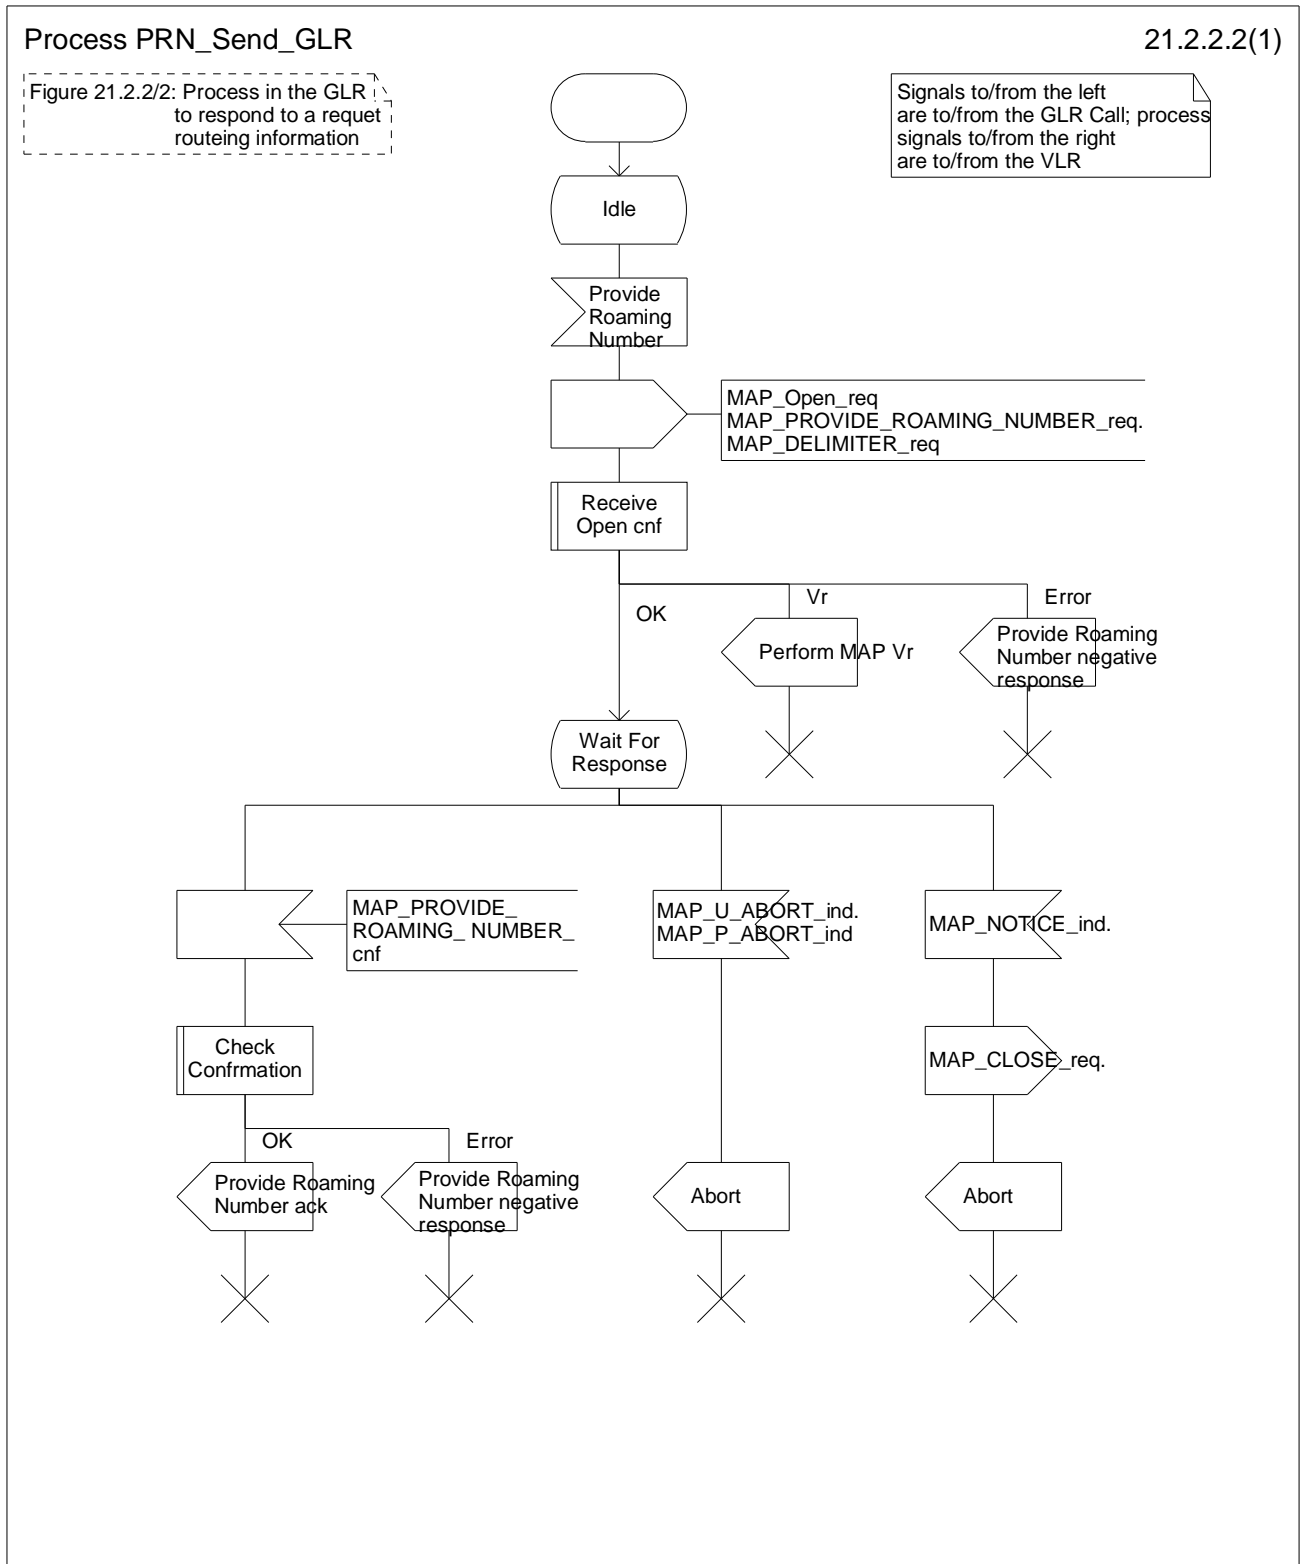 Process PRN_Send_GLR
21.2.2.2(1)
Figure 21.2.2/2: Process in the GLR
to respond to a requet
routeing information
Signals to/from the left
are to/from the GLR Call; process
signals to/from the right
are to/from the VLR
Idle
Provide
Roaming
Number
MAP_Open_req
MAP_PROVIDE_ROAMING_NUMBER_req.
MAP_DELIMITER_req
Receive
Open cnf
OK
Vr
Error
Perform MAP Vr
Provide Roaming
Number negative
response
Wait For
Response
MAP_PROVIDE_
ROAMING_ NUMBER_
cnf
MAP_U_ABORT_ind.
MAP_P_ABORT_ind
MAP_NOTICE_ind.
Check
Confrmation
MAP_CLOSE_req.
OK
Error
Provide Roaming
Number ack
Provide Roaming
Number negative
response
Abort
Abort